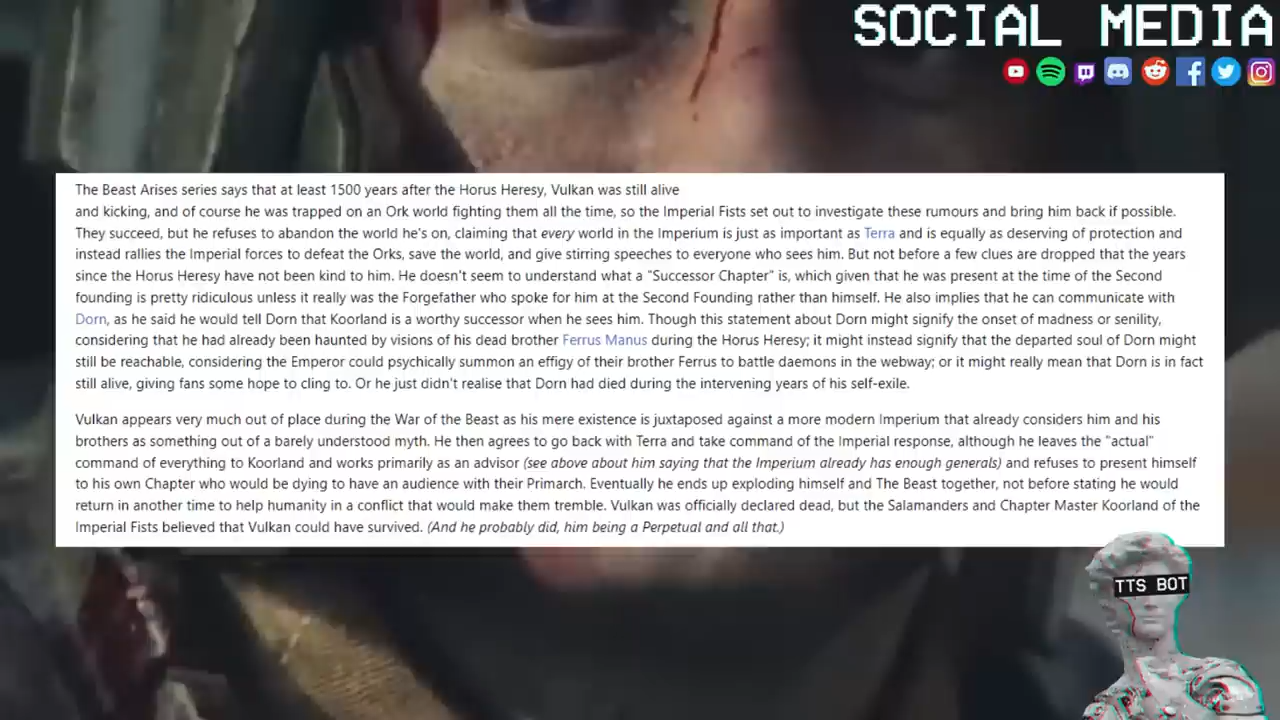 SOCIAL MEDIA
The Beast Arises series says that at least 1500 years after the Horus Heresy, Vulkan was still alive
and kicking, and of course he was trapped on an Ork world fighting them all the time, so the Imperial Fists set out to investigate these rumours and bring him back if possible.
They succeed, but he refuses to abandon the world he's on, claiming that every world in the Imperium is just as important as Terra and is equally as deserving of protection and
instead rallies the Imperial forces to defeat the Orks, save the world, and give stirring speeches to everyone who sees him. But not before a few clues are dropped that the years
since the Horus Heresy have not been kind to him. He doesn't seem to understand what a "Successor Chapter" is, which given that he was present at the time of the Second
founding is pretty ridiculous unless it really was the Forgefather who spoke for him at the Second Founding rather than himself. He also implies that he can communicate with
Dorn, as he said he would tell Dorn that Koorland is a worthy successor when he sees him. Though this statement about Dorn might signify the onset of madness or senility,
considering that he had already been haunted by visions of his dead brother Ferrus Manus during the Horus Heresy; it might instead signify that the departed soul of Dorn might
still be reachable, considering the Emperor could psychically summon an effigy of their brother Ferrus to battle daemons in the webway; or it might really mean that Dorn is in fact
still alive, giving fans some hope to cling to. Or he just didn't realise that Dorn had died during the intervening years of his self-exile.
Vulkan appears very much out of place during the War of the Beast as his mere existence is juxtaposed against a more modern Imperium that already considers him and his
brothers as something out of a barely understood myth. He then agrees to go back with Terra and take command of the Imperial response, although he leaves the "actual"
command of everything to Koorland and works primarily as an advisor (see above about him saying that the Imperium already has enough generals) and refuses to present himself
to his own Chapter who would be dying to have an audience with their Primarch. Eventually he ends up exploding himself and The Beast together, not before stating he would
return in another time to help humanity in a conflict that would make them tremble. Vulkan was officially declared dead, but the Salamanders and Chapter Master Koorland of the
Imperial Fists believed that Vulkan could have survived. (And he probably did, him being a Perpetual and all that.)
TTS BOT